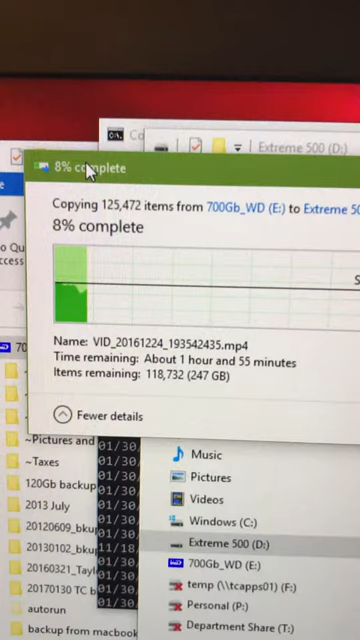 Extreme 500 (D:)
8% complete
Copying 125,472 items from 700Gb_WD (E:) to Extreme
8% complete
Name: VID_20161224_193542435.mp4
Time remaining: About 1 hour and 55 minutes
Items remaining: 118,732 (247 GB)
Fewer details
~Pictures and
~Taxes
120Gb backup
2013 July
20120609_bkup
20130102_bkup
20160321_Tayl
20170130 TC b
autorun
backup from macbook
01/30/
01/30/
01/30/
01/30/
01/30/
11/18/
01/30/
01/30/
01/30/
Music
Pictures
Videos
Windows (C:)
Extreme 500 (D:)
700Gb_WD (E:)
temp (\\tcapps01) (F:)
Personal (P:)
Department Share (T:)